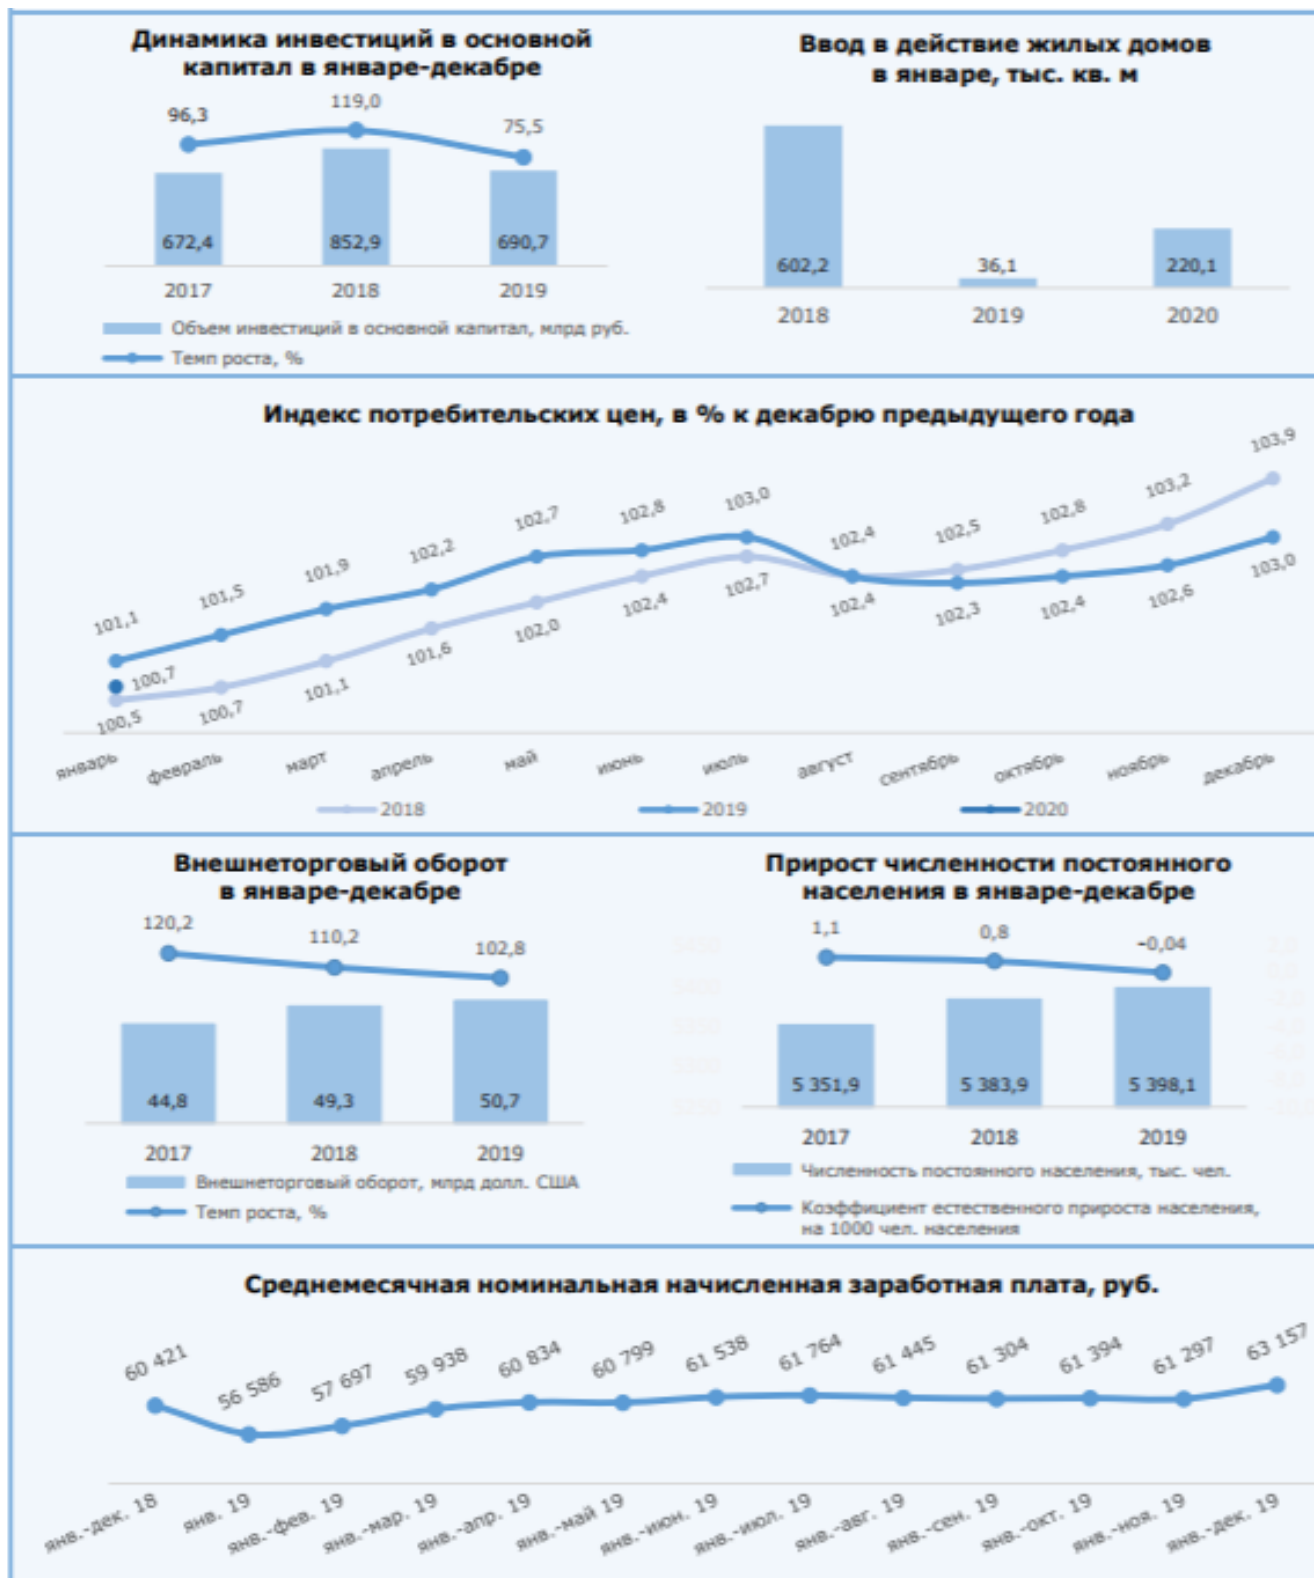 Динамика инвестиций в основной
капитал в январе-декабре
96,3
119,0
75,5
672,4
852,9
690,7
2017
2018
2019
Объем инвестиций в основной капитал, млрд руб.
Темп роста, %
Ввод в действие жилых домов
в январе, тыс. кв. м
602,2
36,1
220,1
2018
2019
2020
Индекс потребительских цен, в % к декабрю предыдущего года
101,1
101,5
101,9
102,2
102,7
102,8
103,0
102,4
102,5
102,8
103,2
103,9
100,7
100,5
100,7
101,1
101,6
102,0
102,4
102,7
102,4
102,3
102,4
102,6
103,0
январь
февраль
март
апрель
май
июнь
июль
август
сентябрь
октябрь
ноябрь
декабрь
2018
2019
2020
Внешнеторговый оборот
в январе-декабре
120,2
110,2
102,8
44,8
49,3
50,7
2017
2018
2019
Внешнеторговый оборот, млрд долл. США
Темп роста, %
Прирост численности постоянного
населения в январе-декабре
1,1
0,8
-0,04
5 351,9
5 383,9
5 398,1
2017
2018
2019
Численность постоянного населения, тыс. чел.
Коэффициент естественного прироста населения,
на 1000 чел. населения
Среднемесячная номинальная начисленная заработная плата, руб.
60 421
56 586
57 697
59 938
60 834
60 799
61 538
61 764
61 445
61 304
61 394
61 297
63 157
янв.-дек. 18
янв. 19
янв.-фев. 19
янв.-мар. 19
янв.-апр. 19
янв.-май 19
янв.-июн. 19
янв.-июл. 19
янв.-авг. 19
янв.-сен. 19
янв.-окт. 19
янв.-ноя. 19
янв.-дек. 19